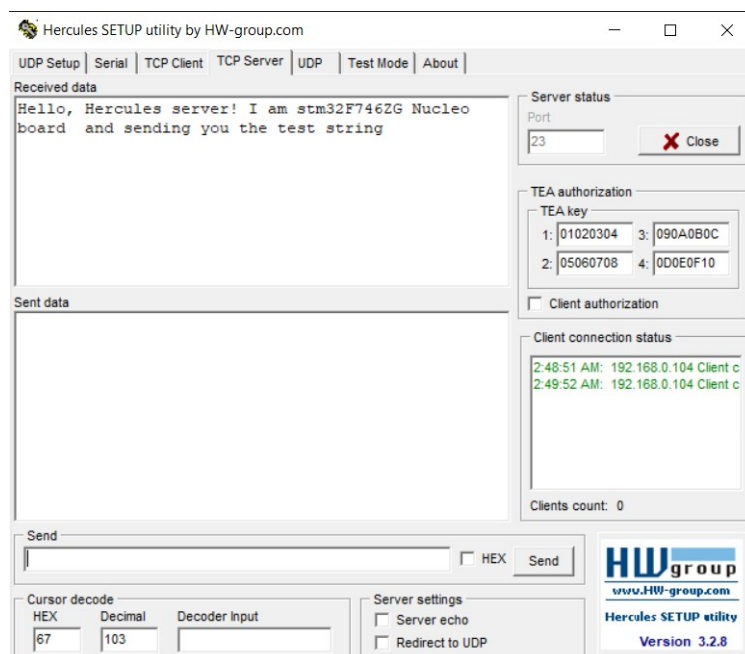 Hercules SETUP utility by HW-group.com
UDP Setup Serial TCP Client TCP Server UDP Test Mode About
Received data
Hello, Hercules server! I am stm32F746ZG Nucleo
board  and sending you the test string
Server status
Port
23 Close
TEA authorization
TEA key
1: 01020304 3: 090A0B0C
2: 05060708 4: 0D0E0F10
Client authorization
Sent data
Client connection status
2:48:51 AM: 192.168.0.104 Client c
2:49:52 AM: 192.168.0.104 Client c
Clients count: 0
Send
HEX Send
HWgroup
www.HW-group.com
Hercules SETUP utility
Version 3.2.8
Cursor decode
HEX Decimal Decoder Input
67 103
Server settings
Server echo
Redirect to UDP